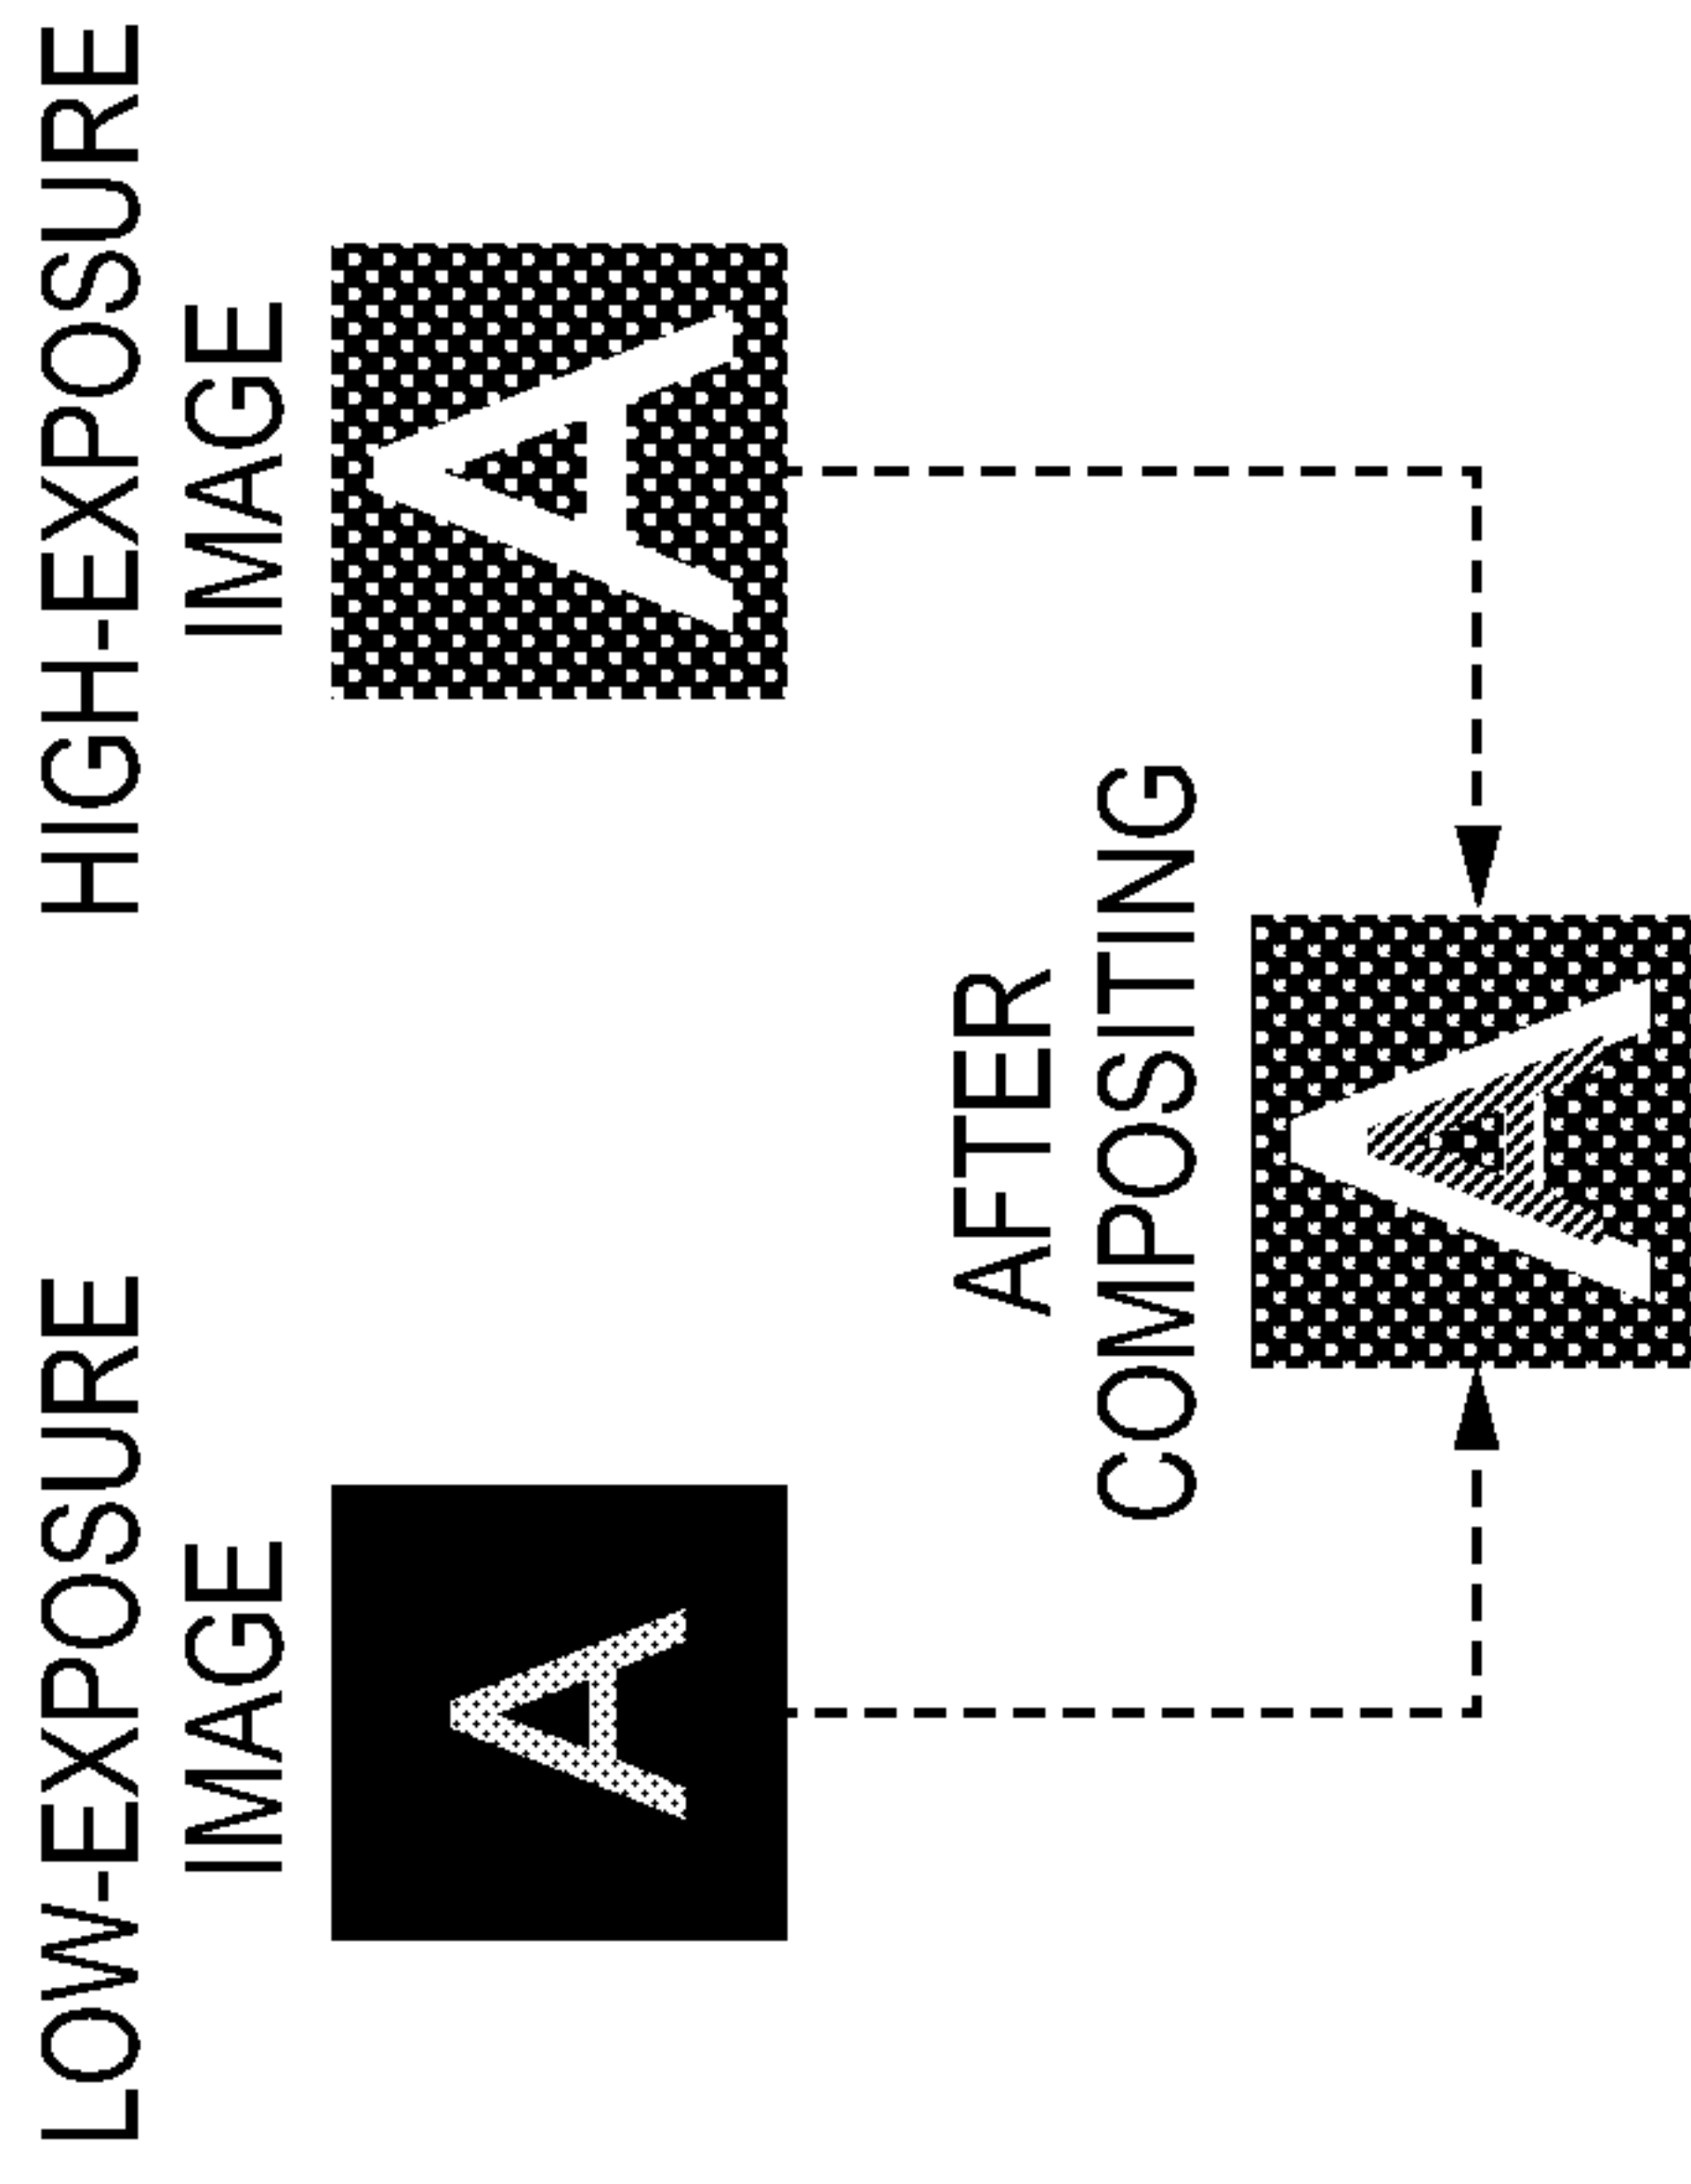 LOW-EXPOSURE
IMAGE
A
HIGH-EXPOSURE
IMAGE
A
AFTER
COMPOSITING
A